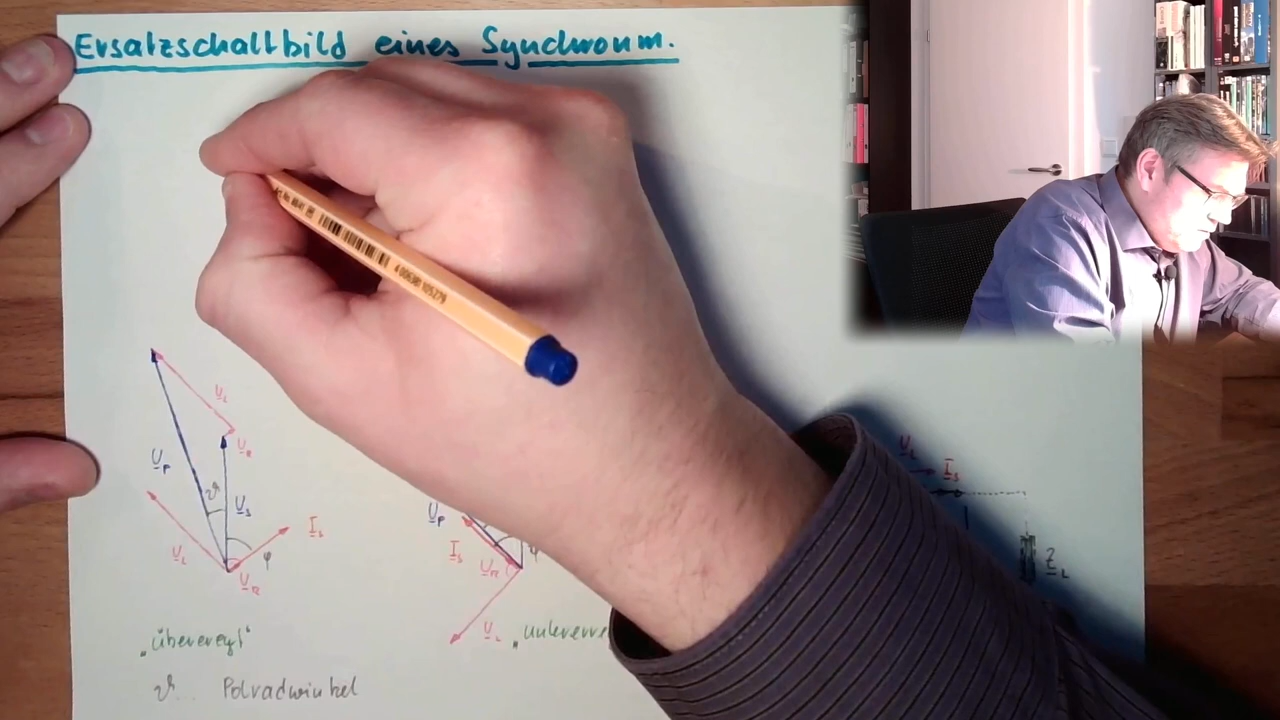 Ersatzschaltbild eines Synchronm.
U_L
U_R
U_P
ϑ
U_S
I_S
U_L
φ
U_R
„übererregt“
ϑ.. Polradwinkel
U_P
I_S
U_R
φ
U_L
U_L
I_S
Z_L